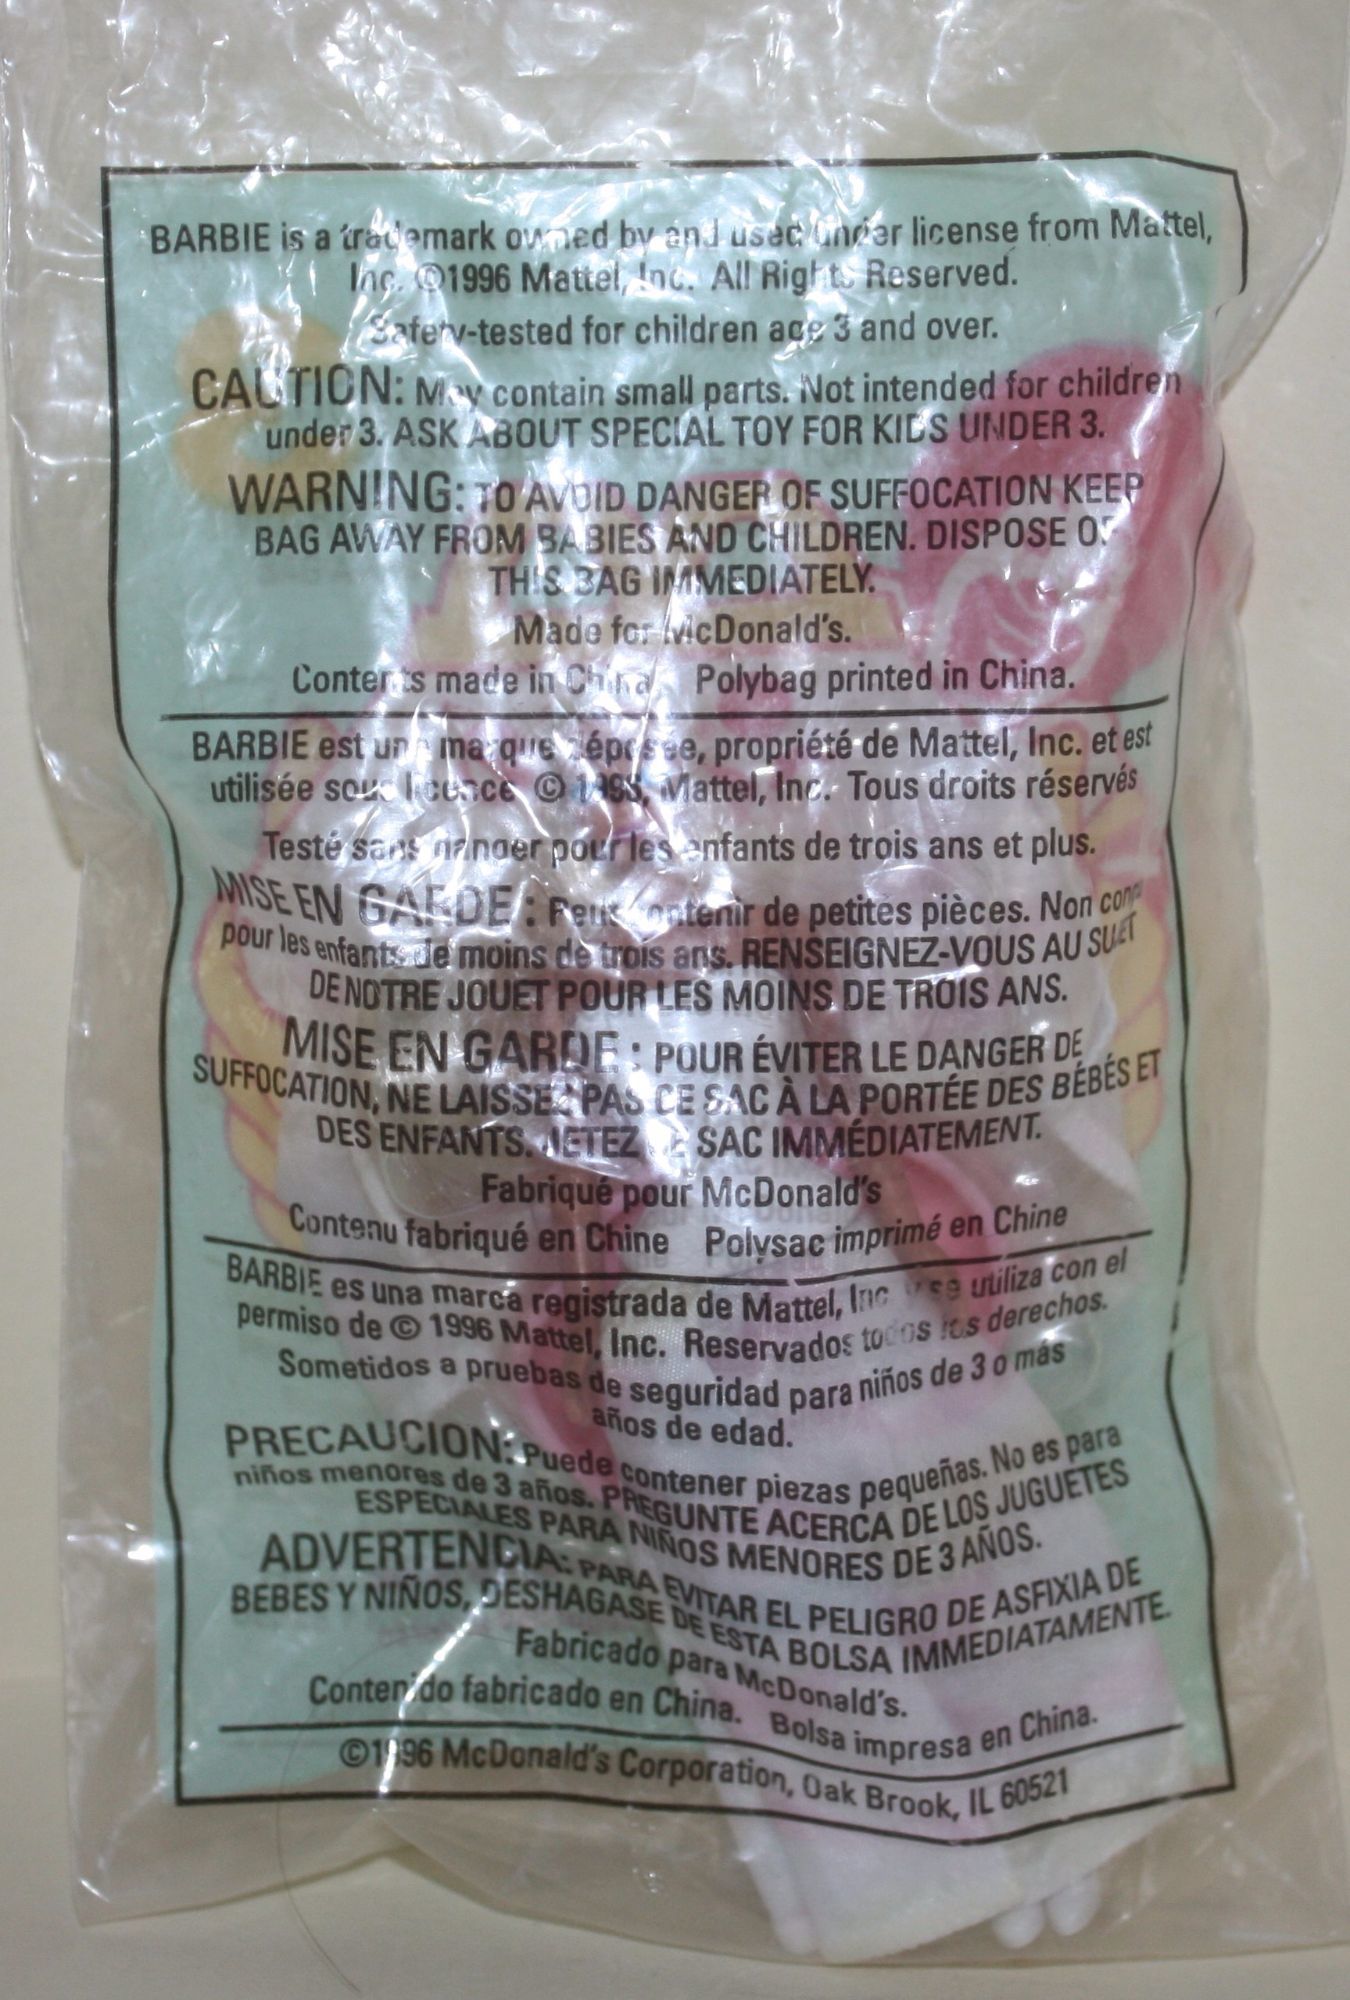 BARBIE is a trademark owned by and used under license from Mattel,
Inc. ©1996 Mattel, Inc. All Rights Reserved.
Safety-tested for children age 3 and over.
CAUTION: May contain small parts. Not intended for children
under 3. ASK ABOUT SPECIAL TOY FOR KIDS UNDER 3.
WARNING: TO AVOID DANGER OF SUFFOCATION KEEP
BAG AWAY FROM BABIES AND CHILDREN. DISPOSE OF
THIS BAG IMMEDIATELY.
Made for McDonald's.
Contents made in China Polybag printed in China.
BARBIE est une marque déposée, propriété de Mattel, Inc. et est
utilisée sous licence © 1996, Mattel, Inc. Tous droits réservés
Testé sans danger pour les enfants de trois ans et plus.
MISE EN GARDE : Peut contenir de petites pièces. Non
pour les enfants de moins de trois ans. RENSEIGNEZ-VOUS AU SUJET
DE NOTRE JOUET POUR LES MOINS DE TROIS ANS.
MISE EN GARDE : POUR ÉVITER LE DANGER DE
SUFFOCATION, NE LAISSEZ PAS CE SAC À LA PORTÉE DES BÉBÉS ET
DES ENFANTS. JETEZ LE SAC IMMÉDIATEMENT.
Fabriqué pour McDonald's
Contenu fabriqué en Chine Polysac imprimé en Chine
BARBIE es una marca registrada de Mattel, Inc. y se utiliza con el
permiso de © 1996 Mattel, Inc. Reservados todos los derechos.
Sometidos a pruebas de seguridad para niños de 3 o más
años de edad.
PRECAUCION: Puede contener piezas pequeñas. No es para
niños menores de 3 años. PREGUNTE ACERCA DE LOS JUGUETES
ESPECIALES PARA NIÑOS MENORES DE 3 AÑOS.
ADVERTENCIA: PARA EVITAR EL PELIGRO DE ASFIXIA DE
BEBES Y NIÑOS, DESHAGASE DE ESTA BOLSA IMMEDIATAMENTE.
Fabricado para McDonald's.
Contenido fabricado en China. Bolsa impresa en China.
©1996 McDonald's Corporation, Oak Brook, IL 60521